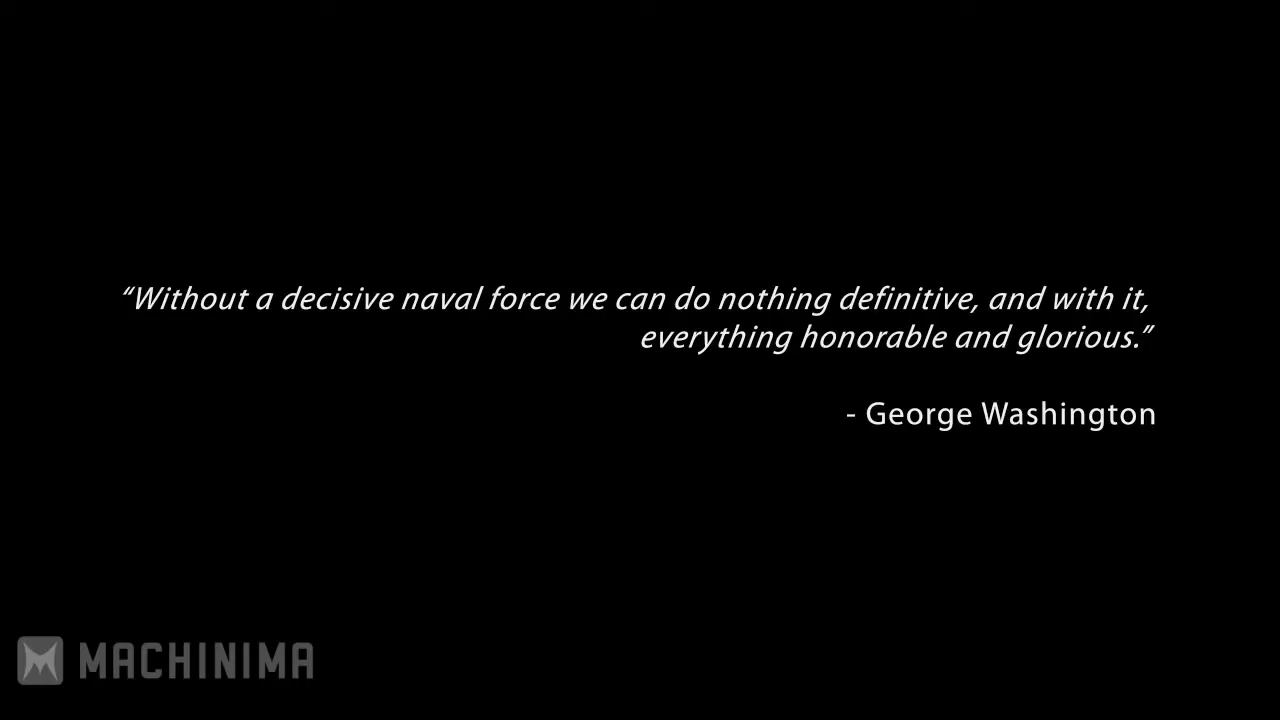 “Without a decisive naval force we can do nothing definitive, and with it,
everything honorable and glorious.”
- George Washington
MACHINIMA